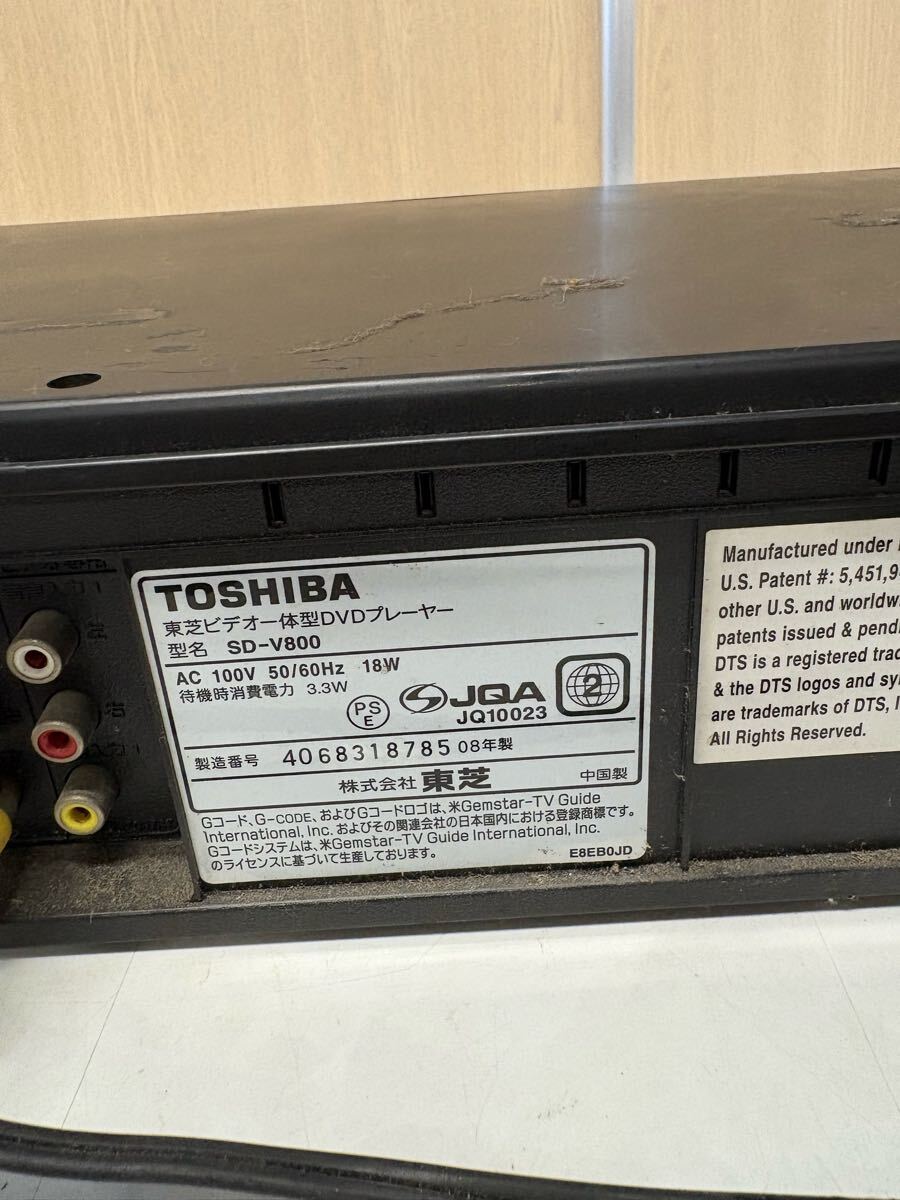 TOSHIBA
東芝ビデオ一体型DVDプレーヤー
型名 SD-V800
AC 100V 50/60Hz 18W
待機時消費電力 3.3W
PS
E
JQA
JQ10023
2
製造番号 4068318785 08年製
株式会社 東芝 中国製
Gコード、G-CODE、およびGコードロゴは、米Gemstar-TV Guide
International, Inc. およびその関連会社の日本国内における登録商標です。
Gコードシステムは、米Gemstar-TV Guide International, Inc.
のライセンスに基づいて生産しております。
E8EB0JD
Manufactured under
U.S. Patent #: 5,451,9
other U.S. and worldw
patents issued & pend
DTS is a registered trad
& the DTS logos and sy
are trademarks of DTS, I
All Rights Reserved.